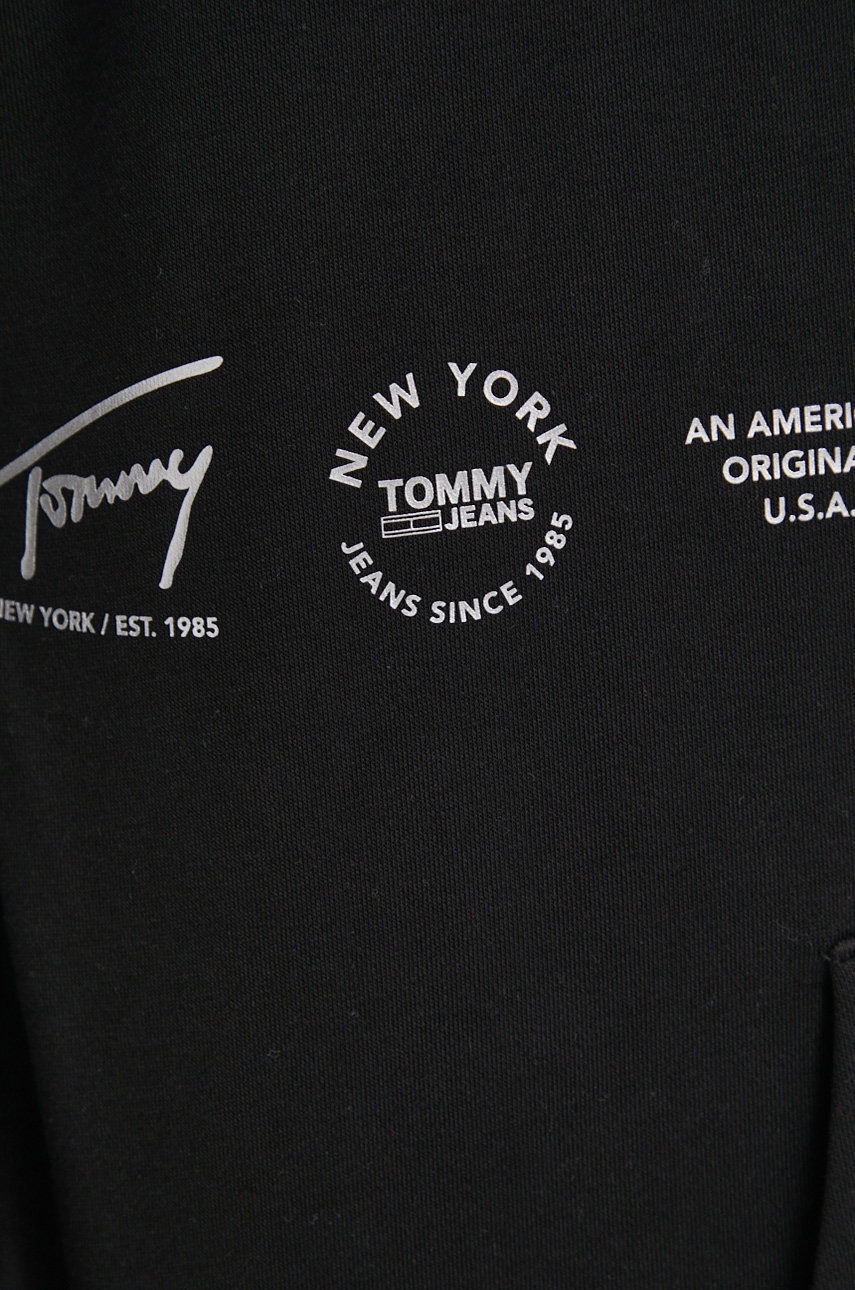 Tommy
NEW YORK / EST. 1985
NEW YORK
TOMMY
JEANS
JEANS SINCE 1985
AN AMERIC
ORIGINA
U.S.A.